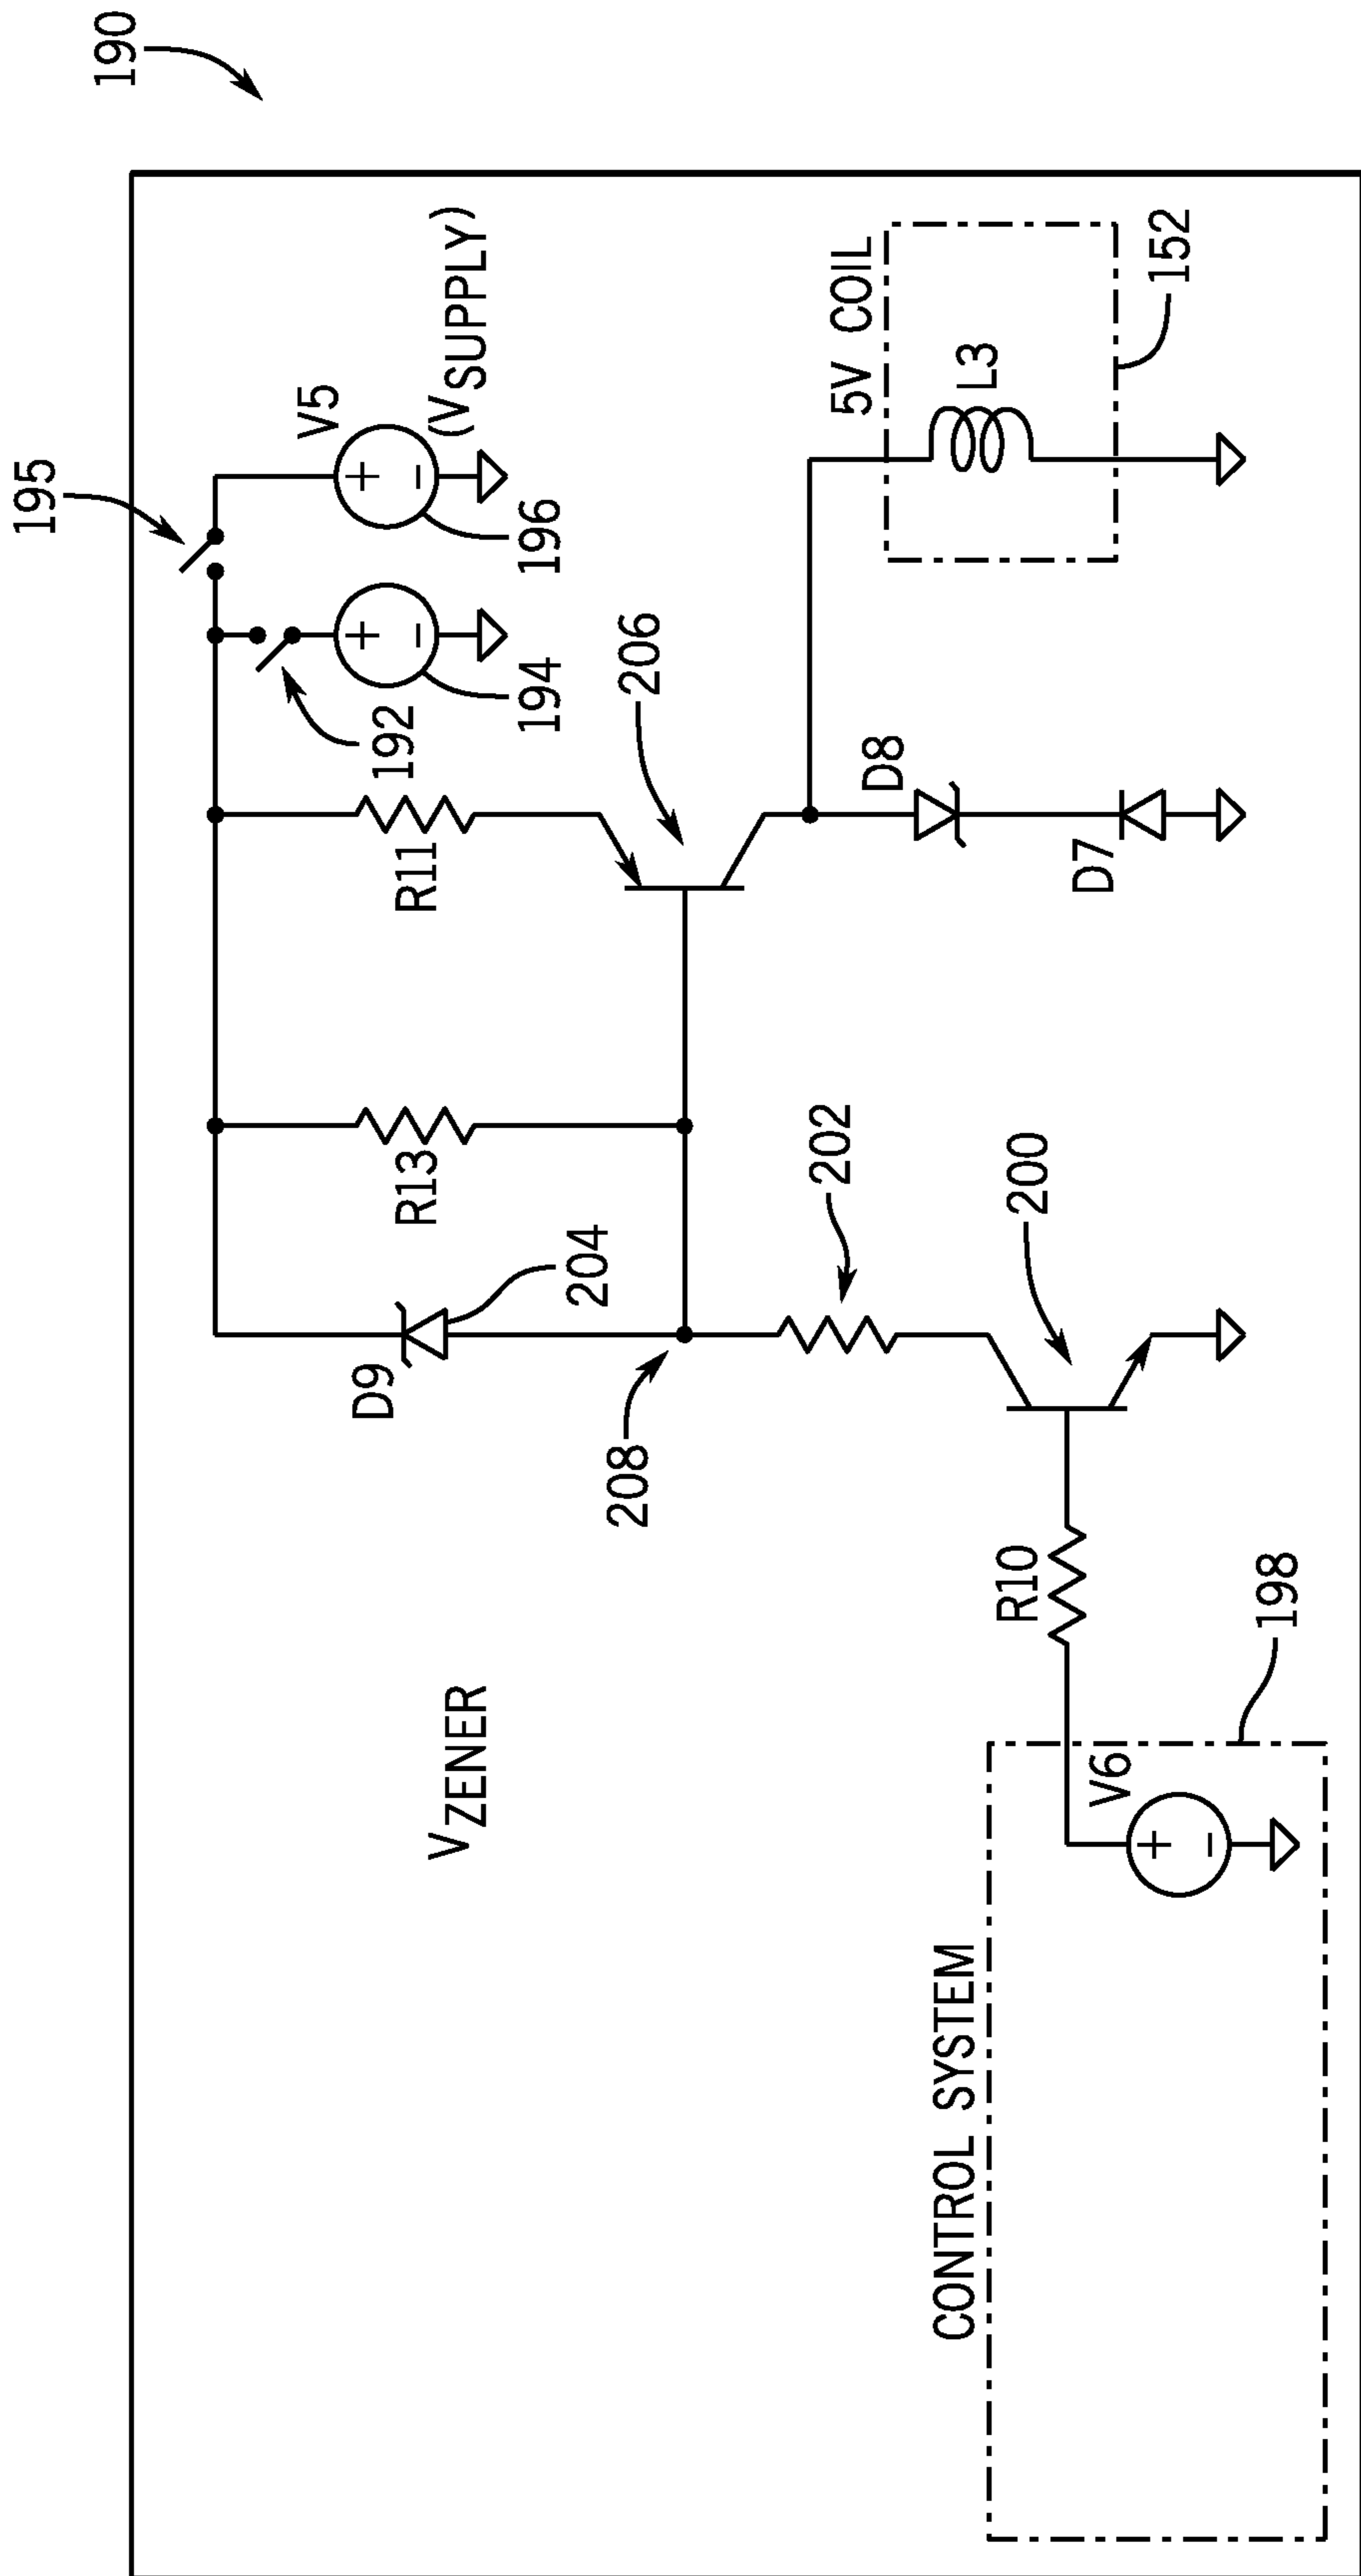 190
195
V5
(VSUPPLY)
196
192
194
R11
206
5V COIL
L3
152
D8
D7
R13
D9
204
208
202
200
R10
VZENER
CONTROL SYSTEM
V6
198